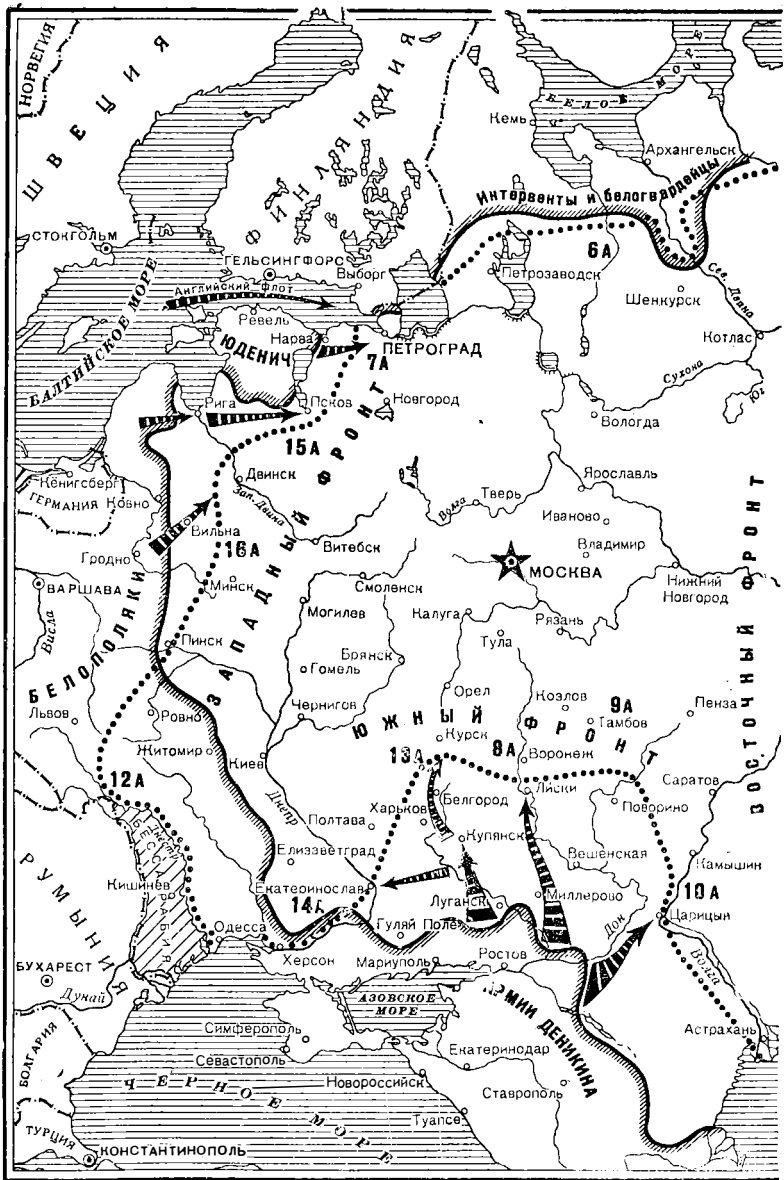 НОРВЕГИЯ
ШВЕЦИЯ
ФИНЛЯНДИЯ
БЕЛОЕ МОРЕ
Кемь
Архангельск
Интервенты и белогвардейцы
6А
СТОКГОЛЬМ
ГЕЛЬСИНГФОРС
Выборг
Петрозаводск
Сев. Двина
Шенкурск
Английский флот
БАЛТИЙСКОЕ МОРЕ
Ревель
Нарва
ПЕТРОГРАД
Котлас
ЮДЕНИЧ
7А
Сухона
Юг
Рига
Псков
Новгород
Вологда
15А
Двинск
Зап. Двина
Кёнигсберг
ГЕРМАНИЯ
Ковно
Волга
Тверь
Ярославль
Иваново
Вильна
16А
Витебск
Владимир
Гродно
МОСКВА
ВАРШАВА
Минск
Смоленск
Нижний
Новгород
Висла
Могилев
Калуга
Рязань
Тула
ЗАПАДНЫЙ ФРОНТ
ВОСТОЧНЫЙ ФРОНТ
БЕЛОПОЛЯКИ
Пинск
Брянск
Гомель
Орел
Козлов
9А
Тамбов
Пенза
Львов
Ровно
Чернигов
ЮЖНЫЙ ФРОНТ
Курск
Житомир
Киев
13А
8А
Воронеж
12А
Днепр
Белгород
Лиски
Саратов
Поворино
Полтава
Харьков
Купянск
Днестр
БЕССАРАБИЯ
Елизаветград
Вешенская
Камышин
РУМЫНИЯ
Кишинев
Екатеринослав
Луганск
Миллерово
10А
Царицын
14А
Гуляй Поле
Дон
Одесса
Херсон
Мариуполь
Ростов
Волга
БУХАРЕСТ
Дунай
АЗОВСКОЕ
МОРЕ
АРМИИ ДЕНИКИНА
Астрахань
Симферополь
Севастополь
Екатеринодар
БОЛГАРИЯ
Новороссийск
Ставрополь
ЧЕРНОЕ МОРЕ
Туапсе
ТУРЦИЯ
КОНСТАНТИНОПОЛЬ